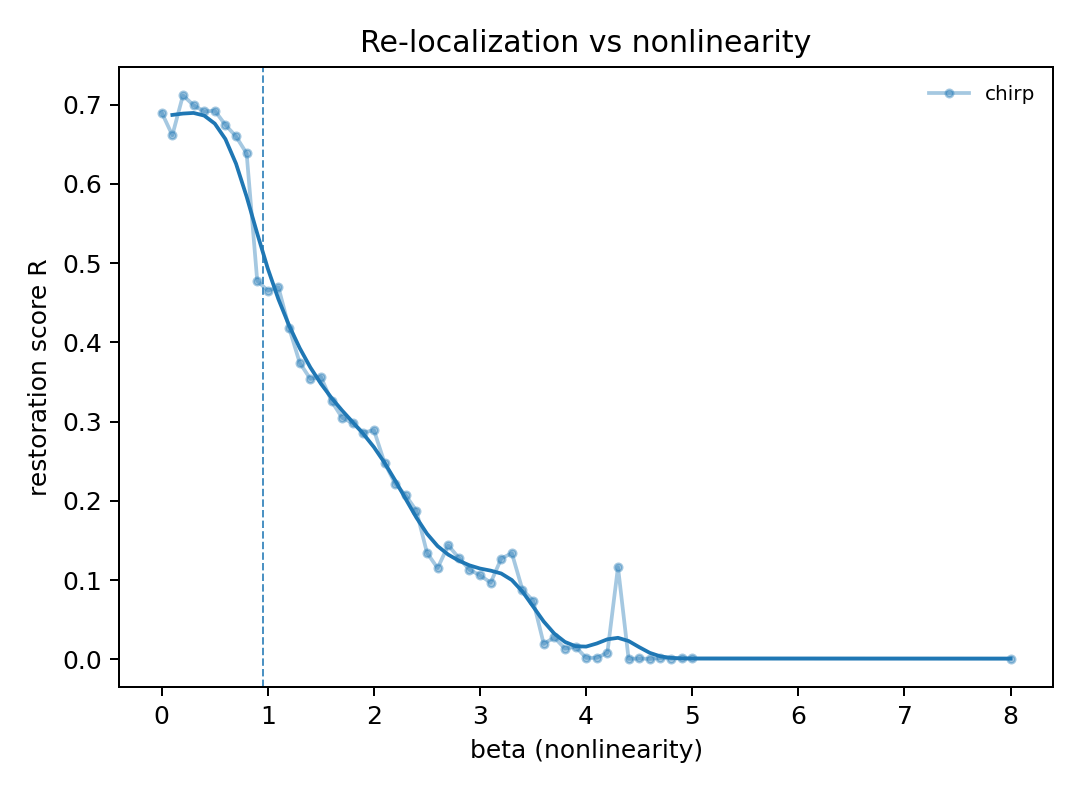 Re-localization vs nonlinearity
chirp
restoration score R
0.7
0.6
0.5
0.4
0.3
0.2
0.1
0.0
0 1 2 3 4 5 6 7 8
beta (nonlinearity)